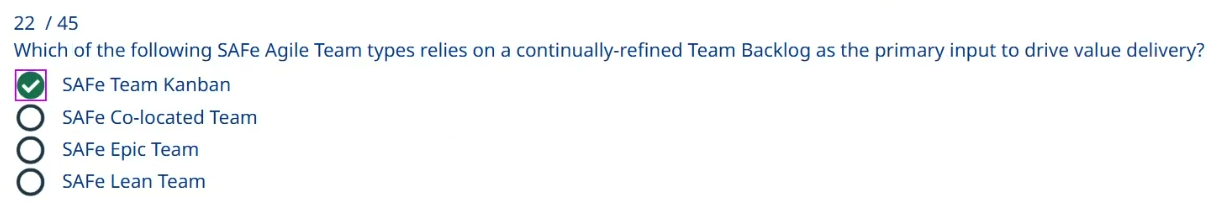 22 / 45
Which of the following SAFe Agile Team types relies on a continually-refined Team Backlog as the primary input to drive value delivery?
SAFe Team Kanban
SAFe Co-located Team
SAFe Epic Team
SAFe Lean Team